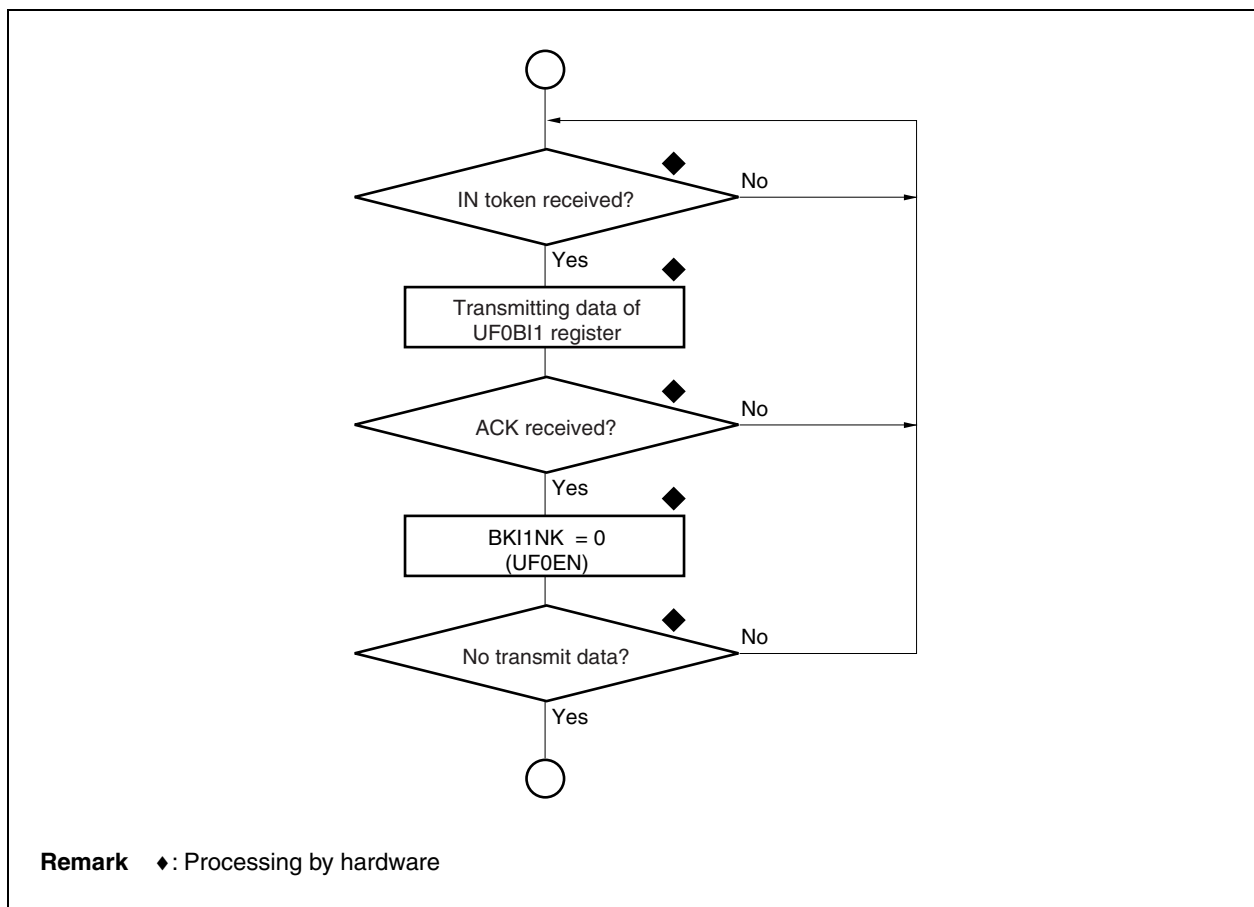 IN token received?
No
Yes
Transmitting data of
UF0BI1 register
ACK received?
No
Yes
BKI1NK = 0
(UF0EN)
No transmit data?
No
Yes
Remark ♦: Processing by hardware